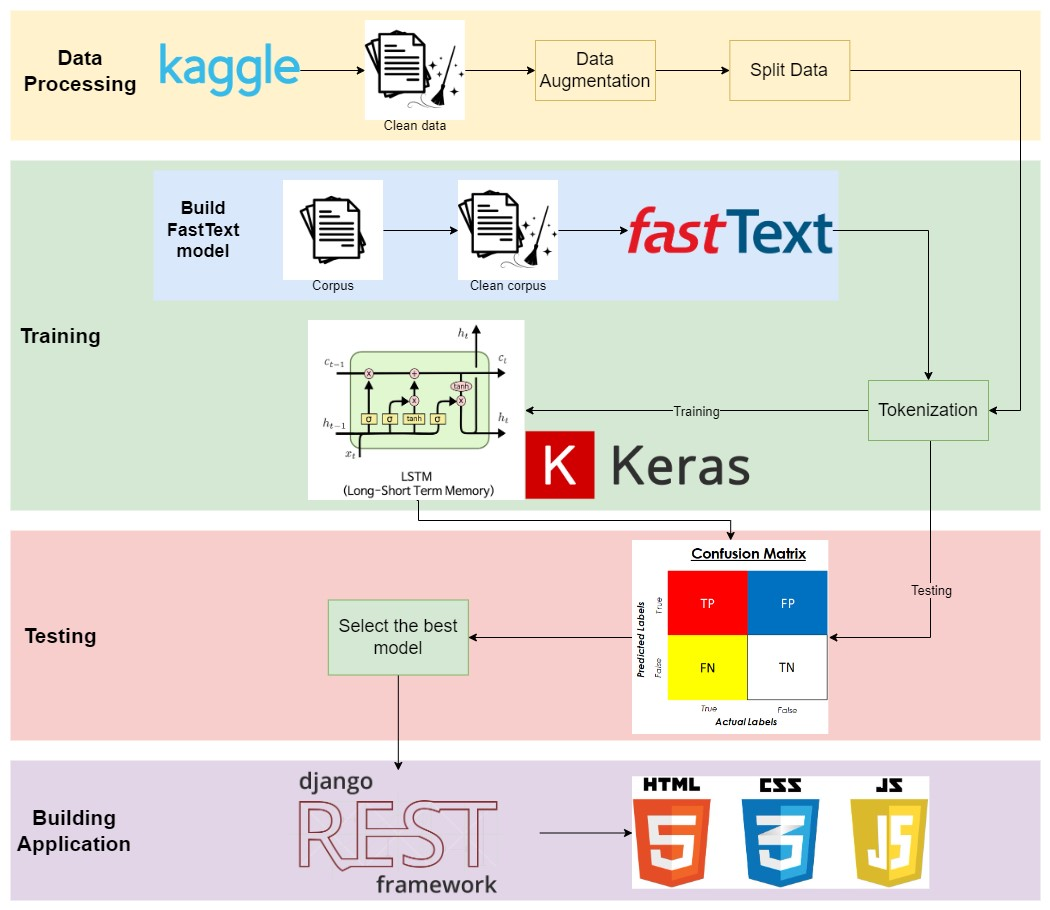 Data
Processing
kaggle
Clean data
Data
Augmentation
Split Data
Build
FastText
model
Corpus
Clean corpus
fastText
Training
h_t
c_{t-1}
c_t
x
+
tanh
x
x
σ
σ
tanh
σ
h_{t-1}
h_t
x_t
LSTM
(Long-Short Term Memory)
Training
Tokenization
K Keras
Testing
Confusion Matrix
Predicted Labels
True
False
TP
FP
FN
TN
True
False
Actual Labels
Select the best
model
Testing
Building
Application
django
REST
framework
HTML
5
CSS
3
JS
JS